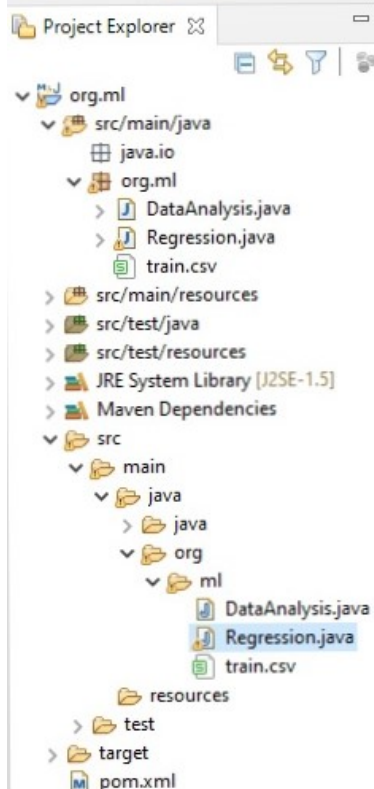 Project Explorer
org.ml
src/main/java
java.io
org.ml
DataAnalysis.java
Regression.java
train.csv
src/main/resources
src/test/java
src/test/resources
JRE System Library [J2SE-1.5]
Maven Dependencies
src
main
java
java
org
ml
DataAnalysis.java
Regression.java
train.csv
resources
test
target
pom.xml